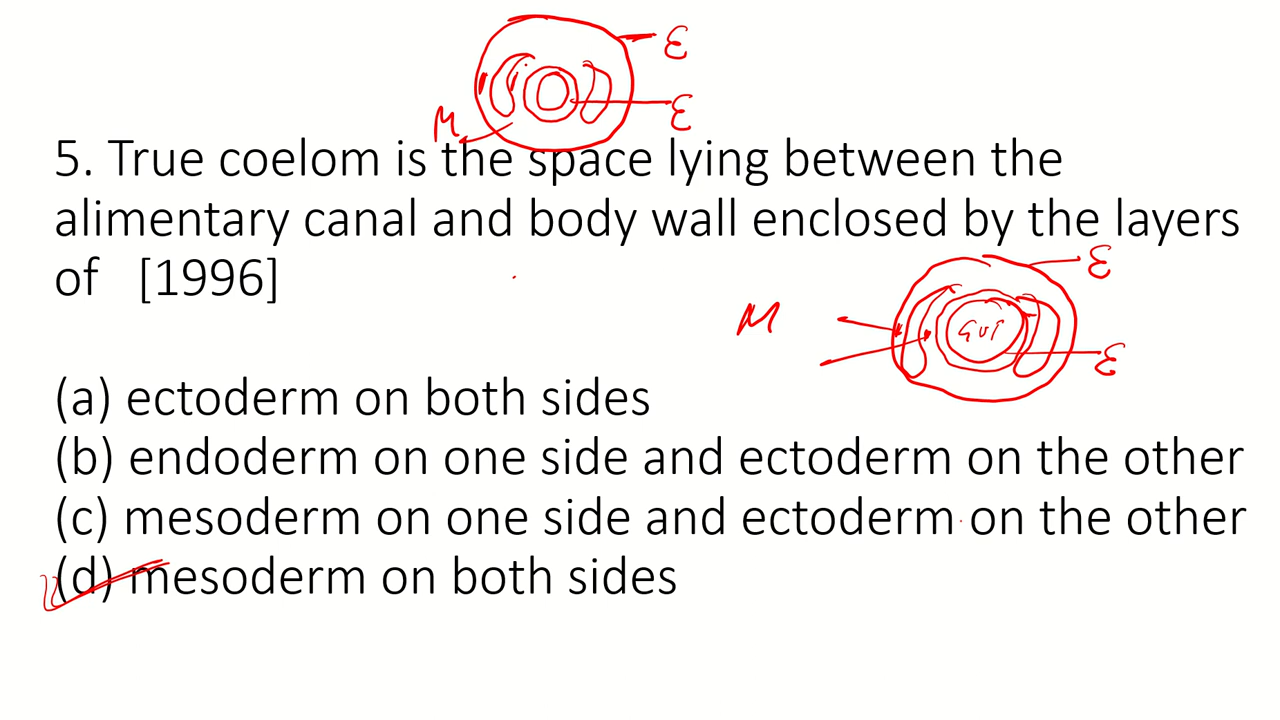 ε
ε
M
5. True coelom is the space lying between the
alimentary canal and body wall enclosed by the layers
of [1996]
ε
M
GUT
ε
(a) ectoderm on both sides
(b) endoderm on one side and ectoderm on the other
(c) mesoderm on one side and ectoderm on the other
(d) mesoderm on both sides